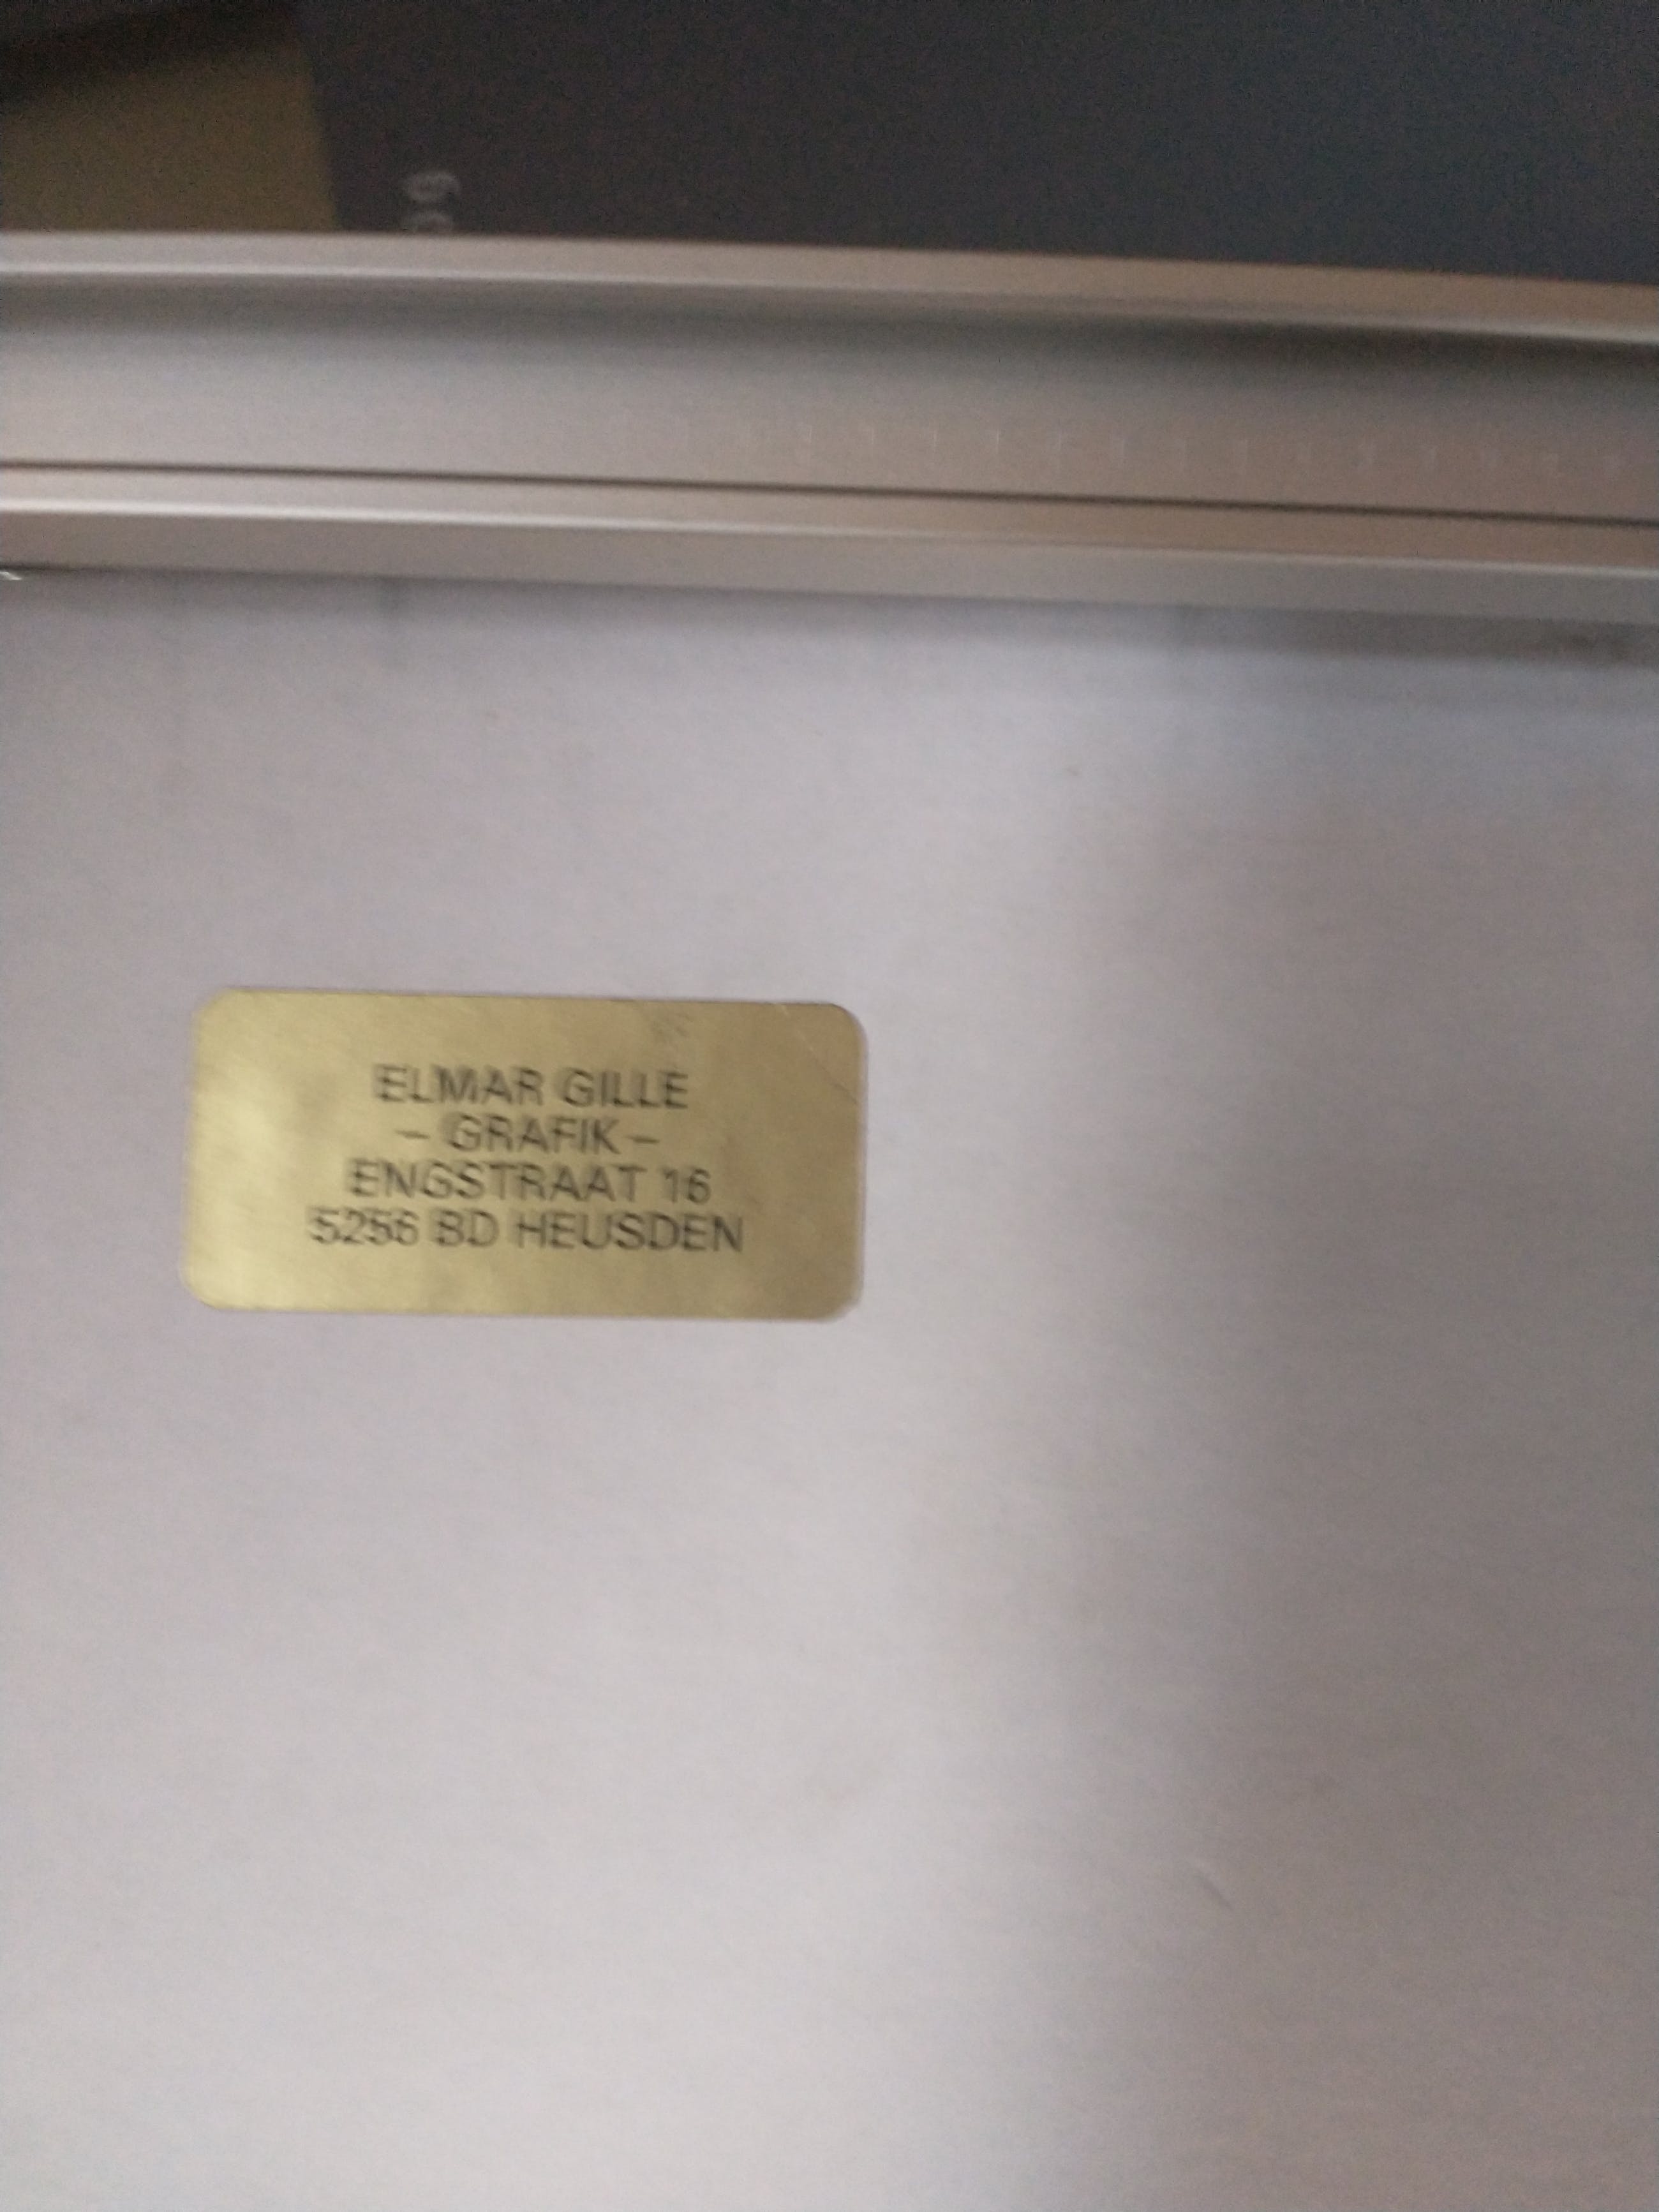 ELMAR GILLE
– GRAFIK –
ENGSTRAAT 16
5256 BD HEUSDEN